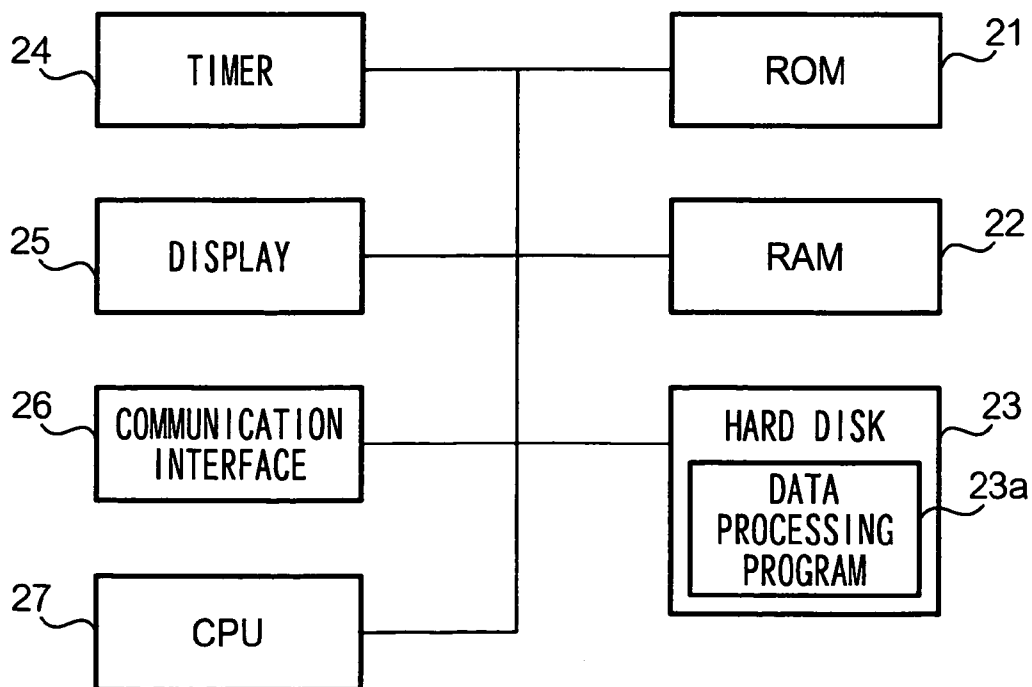 24
TIMER
ROM
21
25
DISPLAY
RAM
22
26
COMMUNICATION
INTERFACE
HARD DISK
23
DATA
PROCESSING
PROGRAM
23a
27
CPU